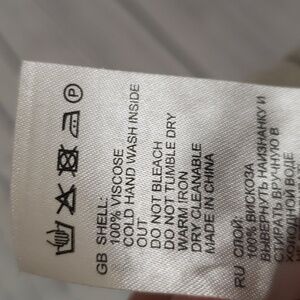 P
GB SHELL:
100% VISCOSE
COLD HAND WASH INSIDE
OUT
DO NOT BLEACH
DO NOT TUMBLE DRY
WARM IRON
DRY CLEANABLE
MADE IN CHINA
RU СЛОЙ:
100% ВИСКОЗА
ВЫВЕРНУТЬ НАИЗНАНКУ И
СТИРАТЬ ВРУЧНУЮ В
ХОЛОДНОЙ ВОДЕ